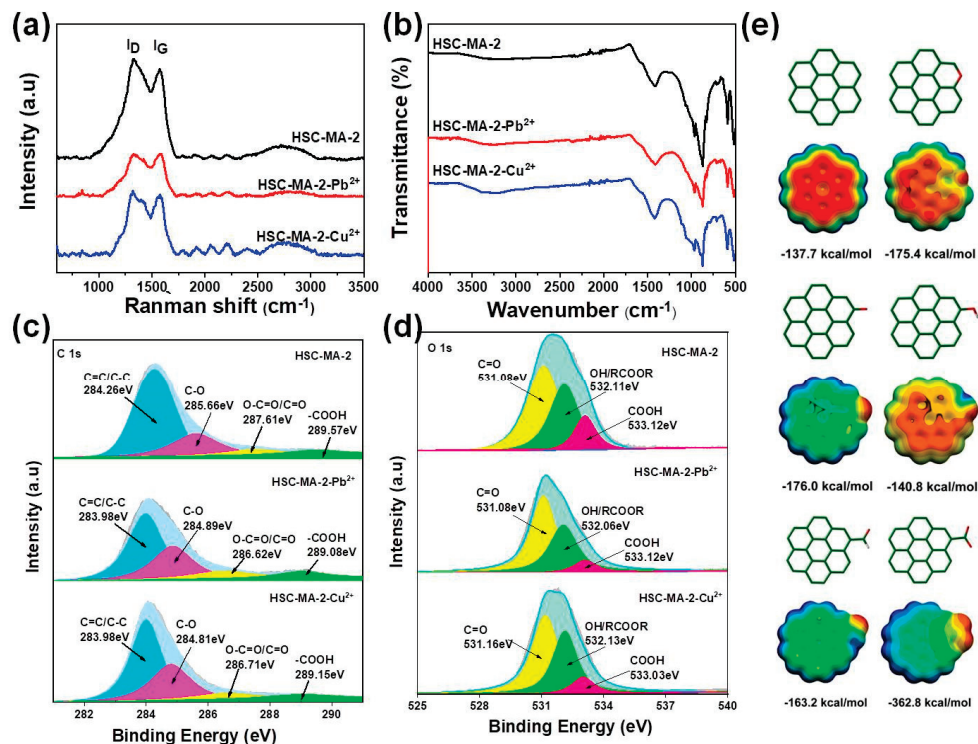 (a)
I_D
I_G
HSC-MA-2
HSC-MA-2-Pb²⁺
HSC-MA-2-Cu²⁺
Intensity (a.u)
1000 1500 2000 2500 3000 3500
Ranman shift (cm⁻¹)
(b)
HSC-MA-2
HSC-MA-2-Pb²⁺
HSC-MA-2-Cu²⁺
Transmittance (%)
4000 3500 3000 2500 2000 1500 1000 500
Wavenumber (cm⁻¹)
(c)
C 1s
HSC-MA-2
C=C/C-C
284.26eV
C-O
285.66eV
O-C=O/C=O
287.61eV
-COOH
289.57eV
HSC-MA-2-Pb²⁺
C=C/C-C
283.98eV
C-O
284.89eV
O-C=O/C=O
286.62eV
-COOH
289.08eV
HSC-MA-2-Cu²⁺
C=C/C-C
283.98eV
C-O
284.81eV
O-C=O/C=O
286.71eV
-COOH
289.15eV
Intensity (a.u)
282 284 286 288 290
Binding Energy (eV)
(d)
O 1s
HSC-MA-2
C=O
531.08eV
OH/RCOOR
532.11eV
COOH
533.12eV
HSC-MA-2-Pb²⁺
C=O
531.08eV
OH/RCOOR
532.06eV
COOH
533.12eV
HSC-MA-2-Cu²⁺
C=O
531.16eV
OH/RCOOR
532.13eV
COOH
533.03eV
Intensity (a.u)
525 528 531 534 537 540
Binding Energy (eV)
(e)
-137.7 kcal/mol
-175.4 kcal/mol
-176.0 kcal/mol
-140.8 kcal/mol
-163.2 kcal/mol
-362.8 kcal/mol